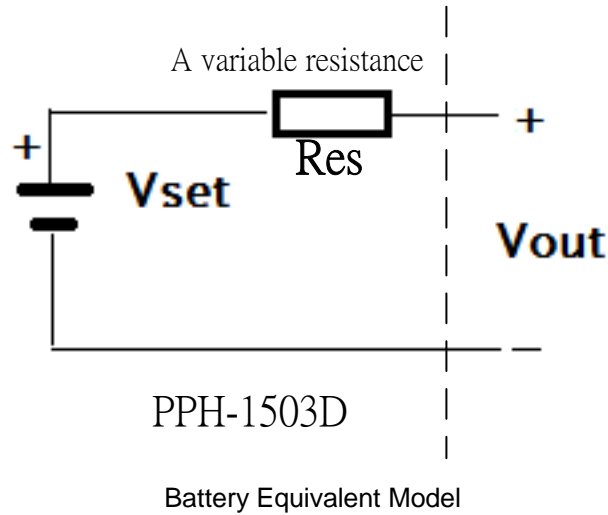 A variable resistance
+
+
Res
Vset
Vout
—
PPH-1503D
Battery Equivalent Model